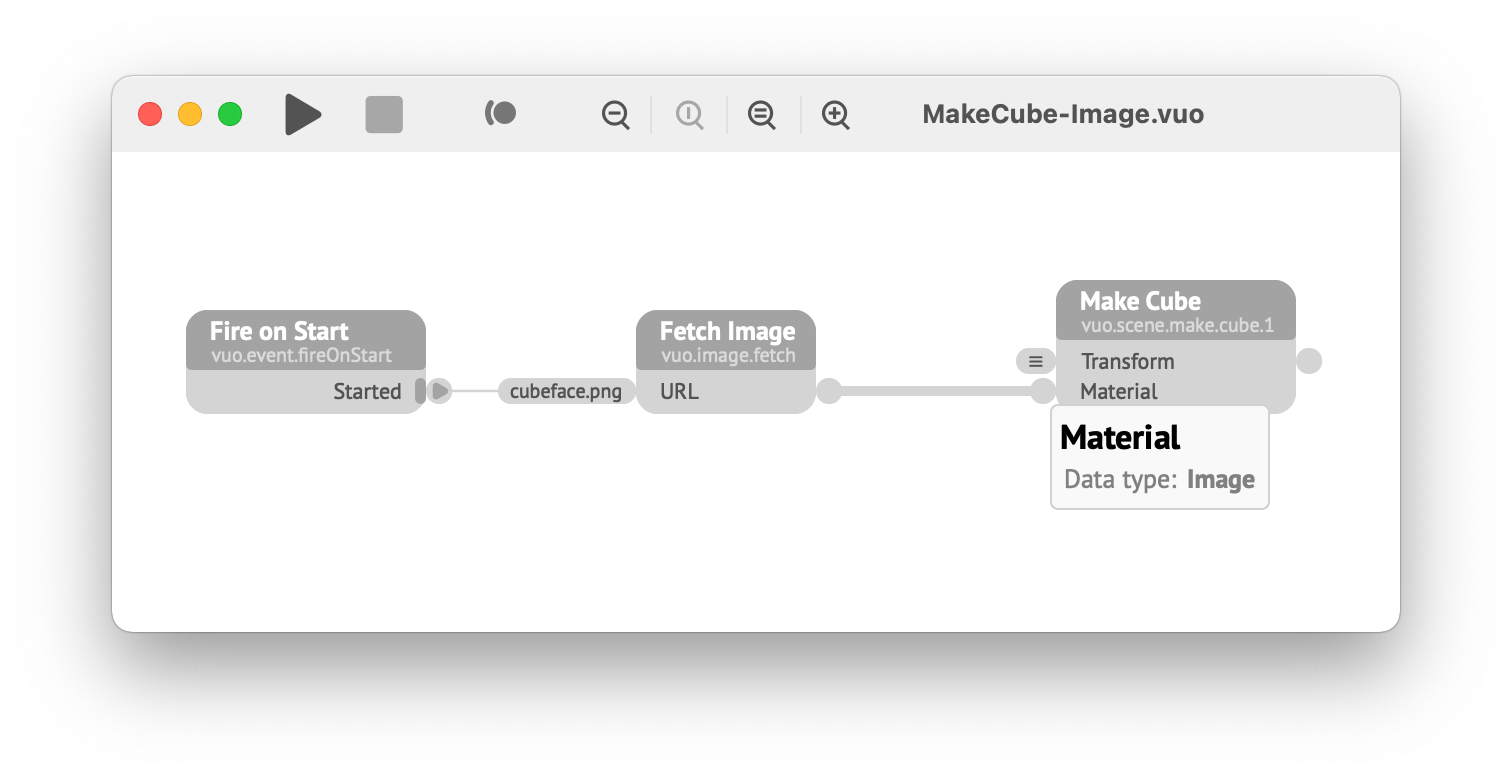 MakeCube-Image.vuo
Fire on Start
vuo.event.fireOnStart
Started
cubeface.png
Fetch Image
vuo.image.fetch
URL
Make Cube
vuo.scene.make.cube.1
Transform
Material
Material
Data type: Image